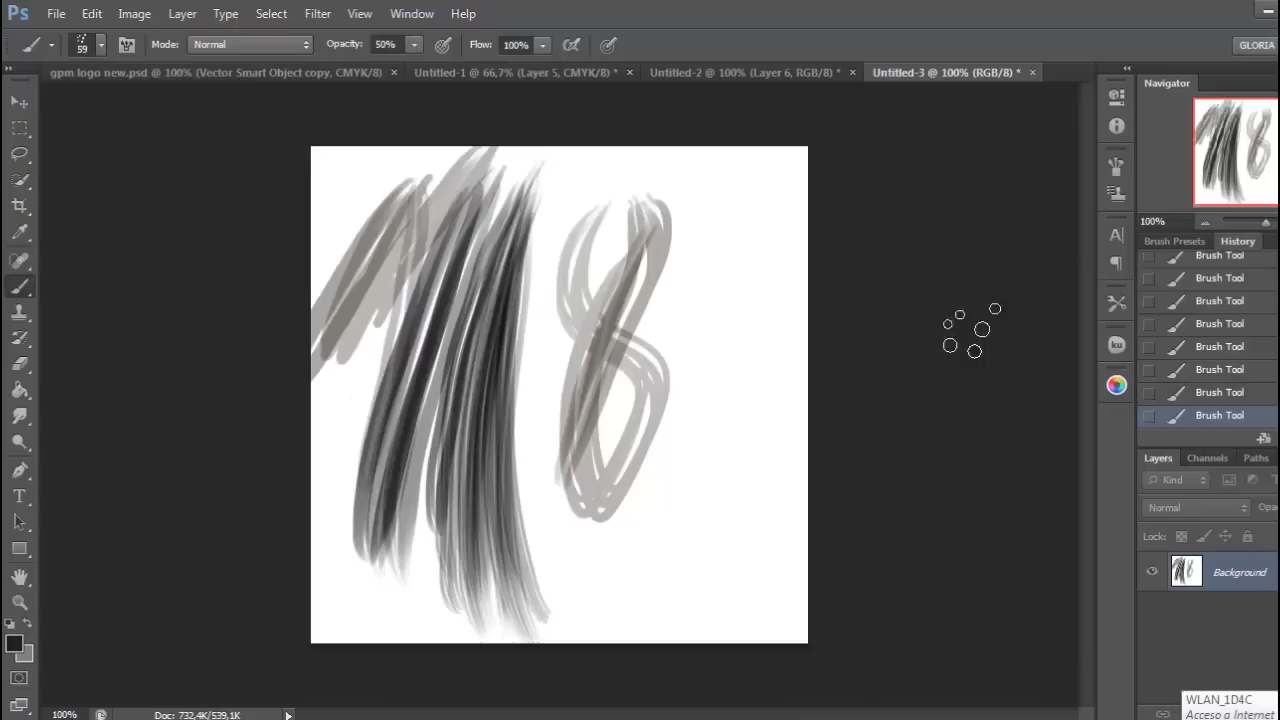 Ps File Edit Image Layer Type Select Filter View Window Help
59 Mode: Normal Opacity: 50% Flow: 100% GLORIA
gpm logo new.psd @ 100% (Vector Smart Object copy, CMYK/8) × Untitled-1 @ 66,7% (Layer 5, CMYK/8) * × Untitled-2 @ 100% (Layer 6, RGB/8) * × Untitled-3 @ 100% (RGB/8) * ×
Navigator
100%
Brush Presets History
Brush Tool
Brush Tool
Brush Tool
Brush Tool
Brush Tool
Brush Tool
Brush Tool
Brush Tool
Layers Channels Paths
Kind
Normal Opa
Lock:
Background
A
ku
T
100% Doc: 732,4K/539,1K
WLAN_1D4C
Acceso a Internet